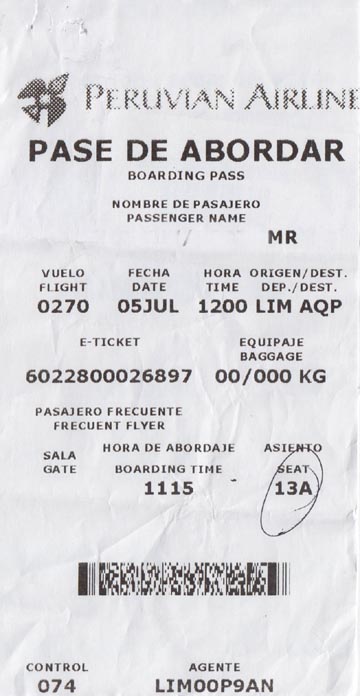 PERUVIAN AIRLINE
PASE DE ABORDAR
BOARDING PASS
NOMBRE DE PASAJERO
PASSENGER NAME
MR
VUELO FECHA HORA ORIGEN/DEST.
FLIGHT DATE TIME DEP./DEST.
0270 05JUL 1200 LIM AQP
E-TICKET EQUIPAJE
BAGGAGE
6022800026897 00/000 KG
PASAJERO FRECUENTE
FRECUENT FLYER
SALA HORA DE ABORDAJE ASIENTO
GATE BOARDING TIME SEAT
1115 13A
CONTROL AGENTE
074 LIM00P9AN